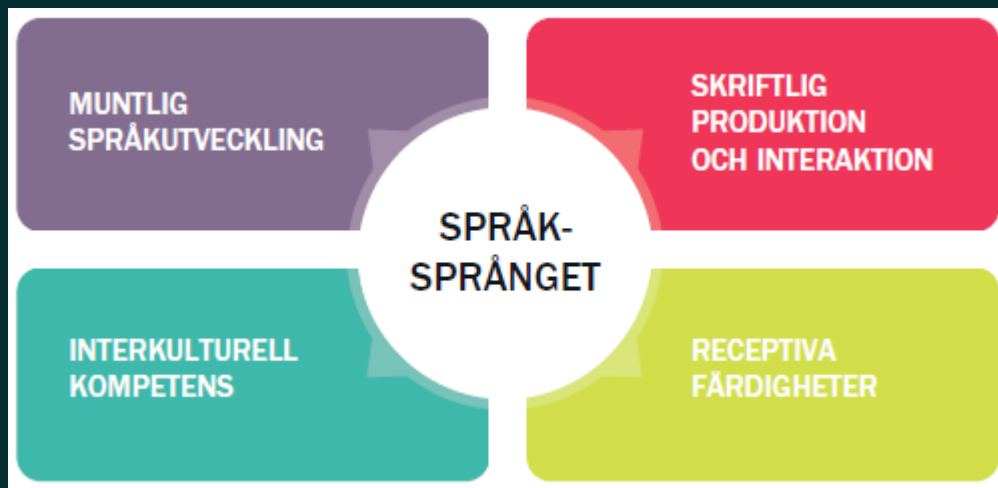 MUNTLIG
SPRÅKUTVECKLING
SKRIFTLIG
PRODUKTION
OCH INTERAKTION
SPRÅK-
SPRÅNGET
INTERKULTURELL
KOMPETENS
RECEPTIVA
FÄRDIGHETER